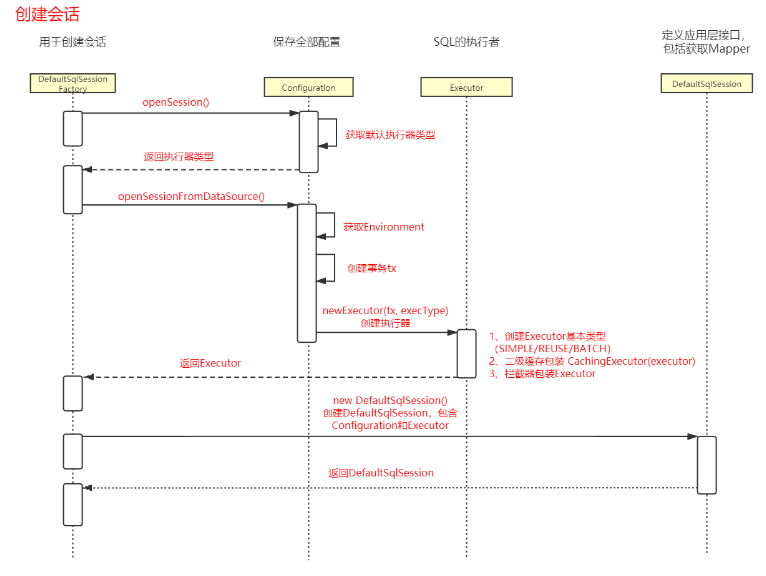 创建会话
用于创建会话
保存全部配置
SQL的执行者
定义应用层接口，
包括获取Mapper
DefaultSqlSession
Factory
Configuration
Executor
DefaultSqlSession
openSession()
获取默认执行器类型
返回执行器类型
openSessionFromDataSource()
获取Environment
创建事务tx
newExecutor(tx, execType)
创建执行器
1、创建Executor基本类型
（SIMPLE/REUSE/BATCH）
2、二级缓存包装 CachingExecutor(executor)
3、拦截器包装Executor
返回Executor
new DefaultSqlSession()
创建DefaultSqlSession，包含
Configuration和Executor
返回DefaultSqlSession